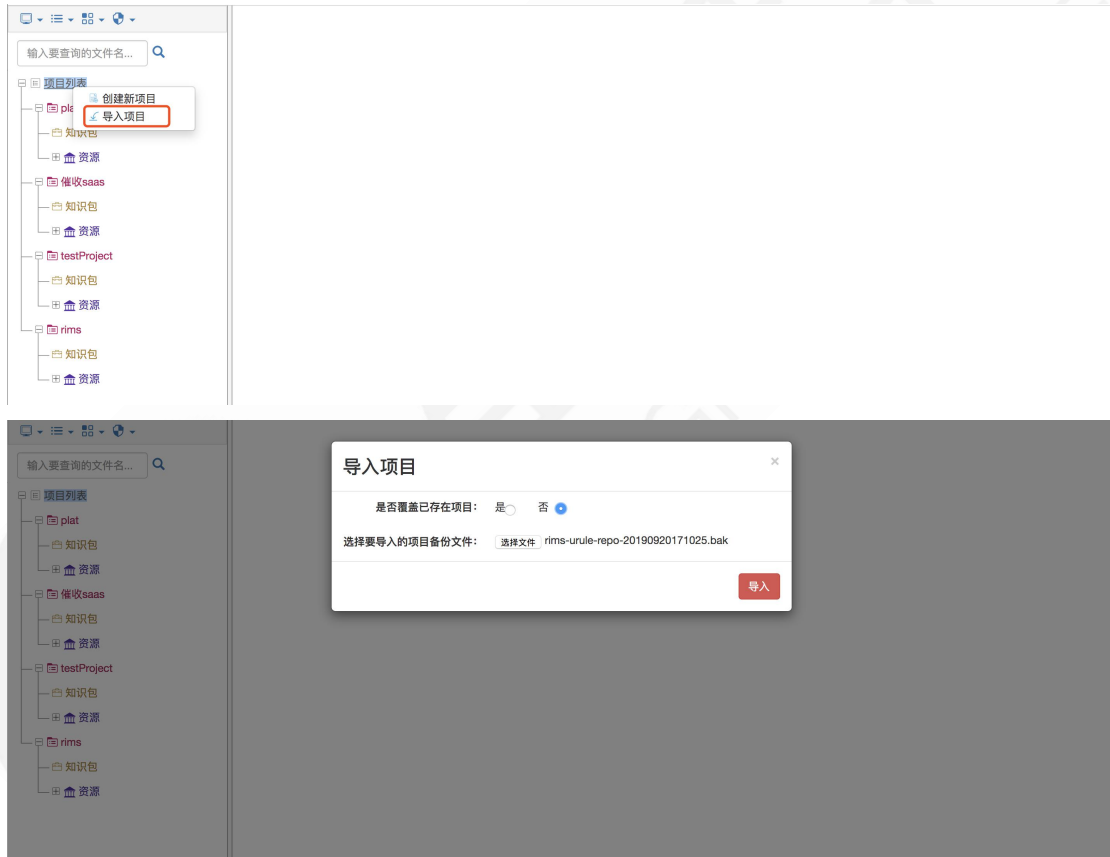 输入要查询的文件名...
项目列表
创建新项目
导入项目
知识包
资源
催收saas
知识包
资源
testProject
知识包
资源
rims
知识包
资源
输入要查询的文件名...
项目列表
plat
知识包
资源
催收saas
知识包
资源
testProject
知识包
资源
rims
知识包
资源
导入项目
×
是否覆盖已存在项目： 是 否
选择要导入的项目备份文件： 选择文件 rims-urule-repo-20190920171025.bak
导入